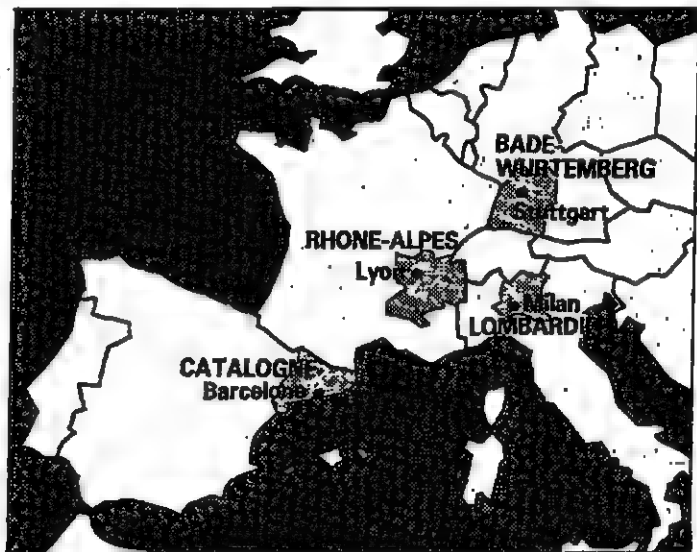 BADE-
WURTEMBERG
Stuttgart
RHONE-ALPES
Lyon
Milan
LOMBARDIE
CATALOGNE
Barcelone